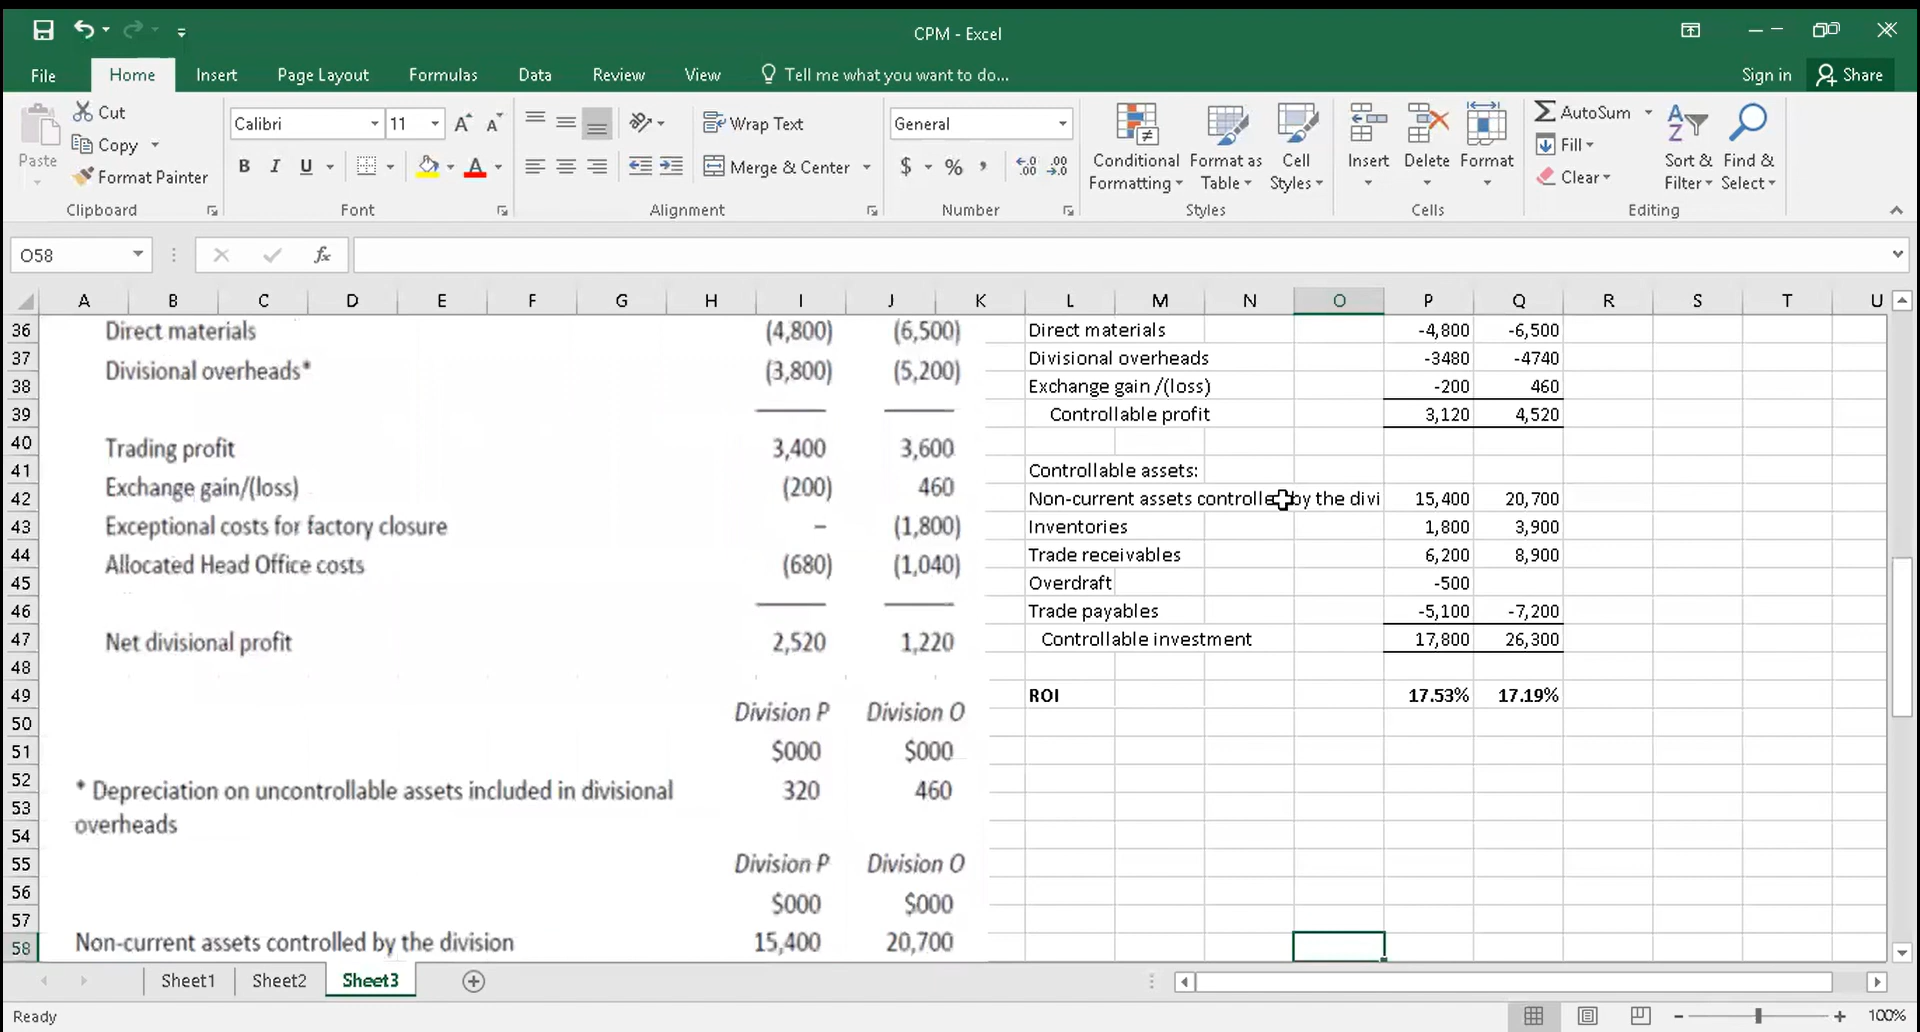 CPM - Excel
File Home Insert Page Layout Formulas Data Review View Tell me what you want to do... Sign in Share
Cut
Copy
Format Painter
Paste
Clipboard
Calibri 11
B I U
Font
Wrap Text
Merge & Center
Alignment
General
$ % ,
Number
Conditional Formatting
Format as Table
Cell Styles
Styles
Insert Delete Format
Cells
AutoSum
Fill
Clear
Sort & Filter
Find & Select
Editing
O58 fx
A B C D E F G H I J K L M N O P Q R S T U
36 Direct materials (4,800) (6,500) Direct materials -4,800 -6,500
37 Divisional overheads* (3,800) (5,200) Divisional overheads -3480 -4740
38 Exchange gain /(loss) -200 460
39 Controllable profit 3,120 4,520
40 Trading profit 3,400 3,600
41 Controllable assets:
42 Exchange gain/(loss) (200) 460 Non-current assets controlled by the divi 15,400 20,700
43 Exceptional costs for factory closure – (1,800) Inventories 1,800 3,900
44 Allocated Head Office costs (680) (1,040) Trade receivables 6,200 8,900
45 Overdraft -500
46 Trade payables -5,100 -7,200
47 Net divisional profit 2,520 1,220 Controllable investment 17,800 26,300
48
49 ROI 17.53% 17.19%
50 Division P Division O
51 $000 $000
52 * Depreciation on uncontrollable assets included in divisional 320 460
53 overheads
54
55 Division P Division O
56 $000 $000
57
58 Non-current assets controlled by the division 15,400 20,700
Sheet1 Sheet2 Sheet3
Ready 100%